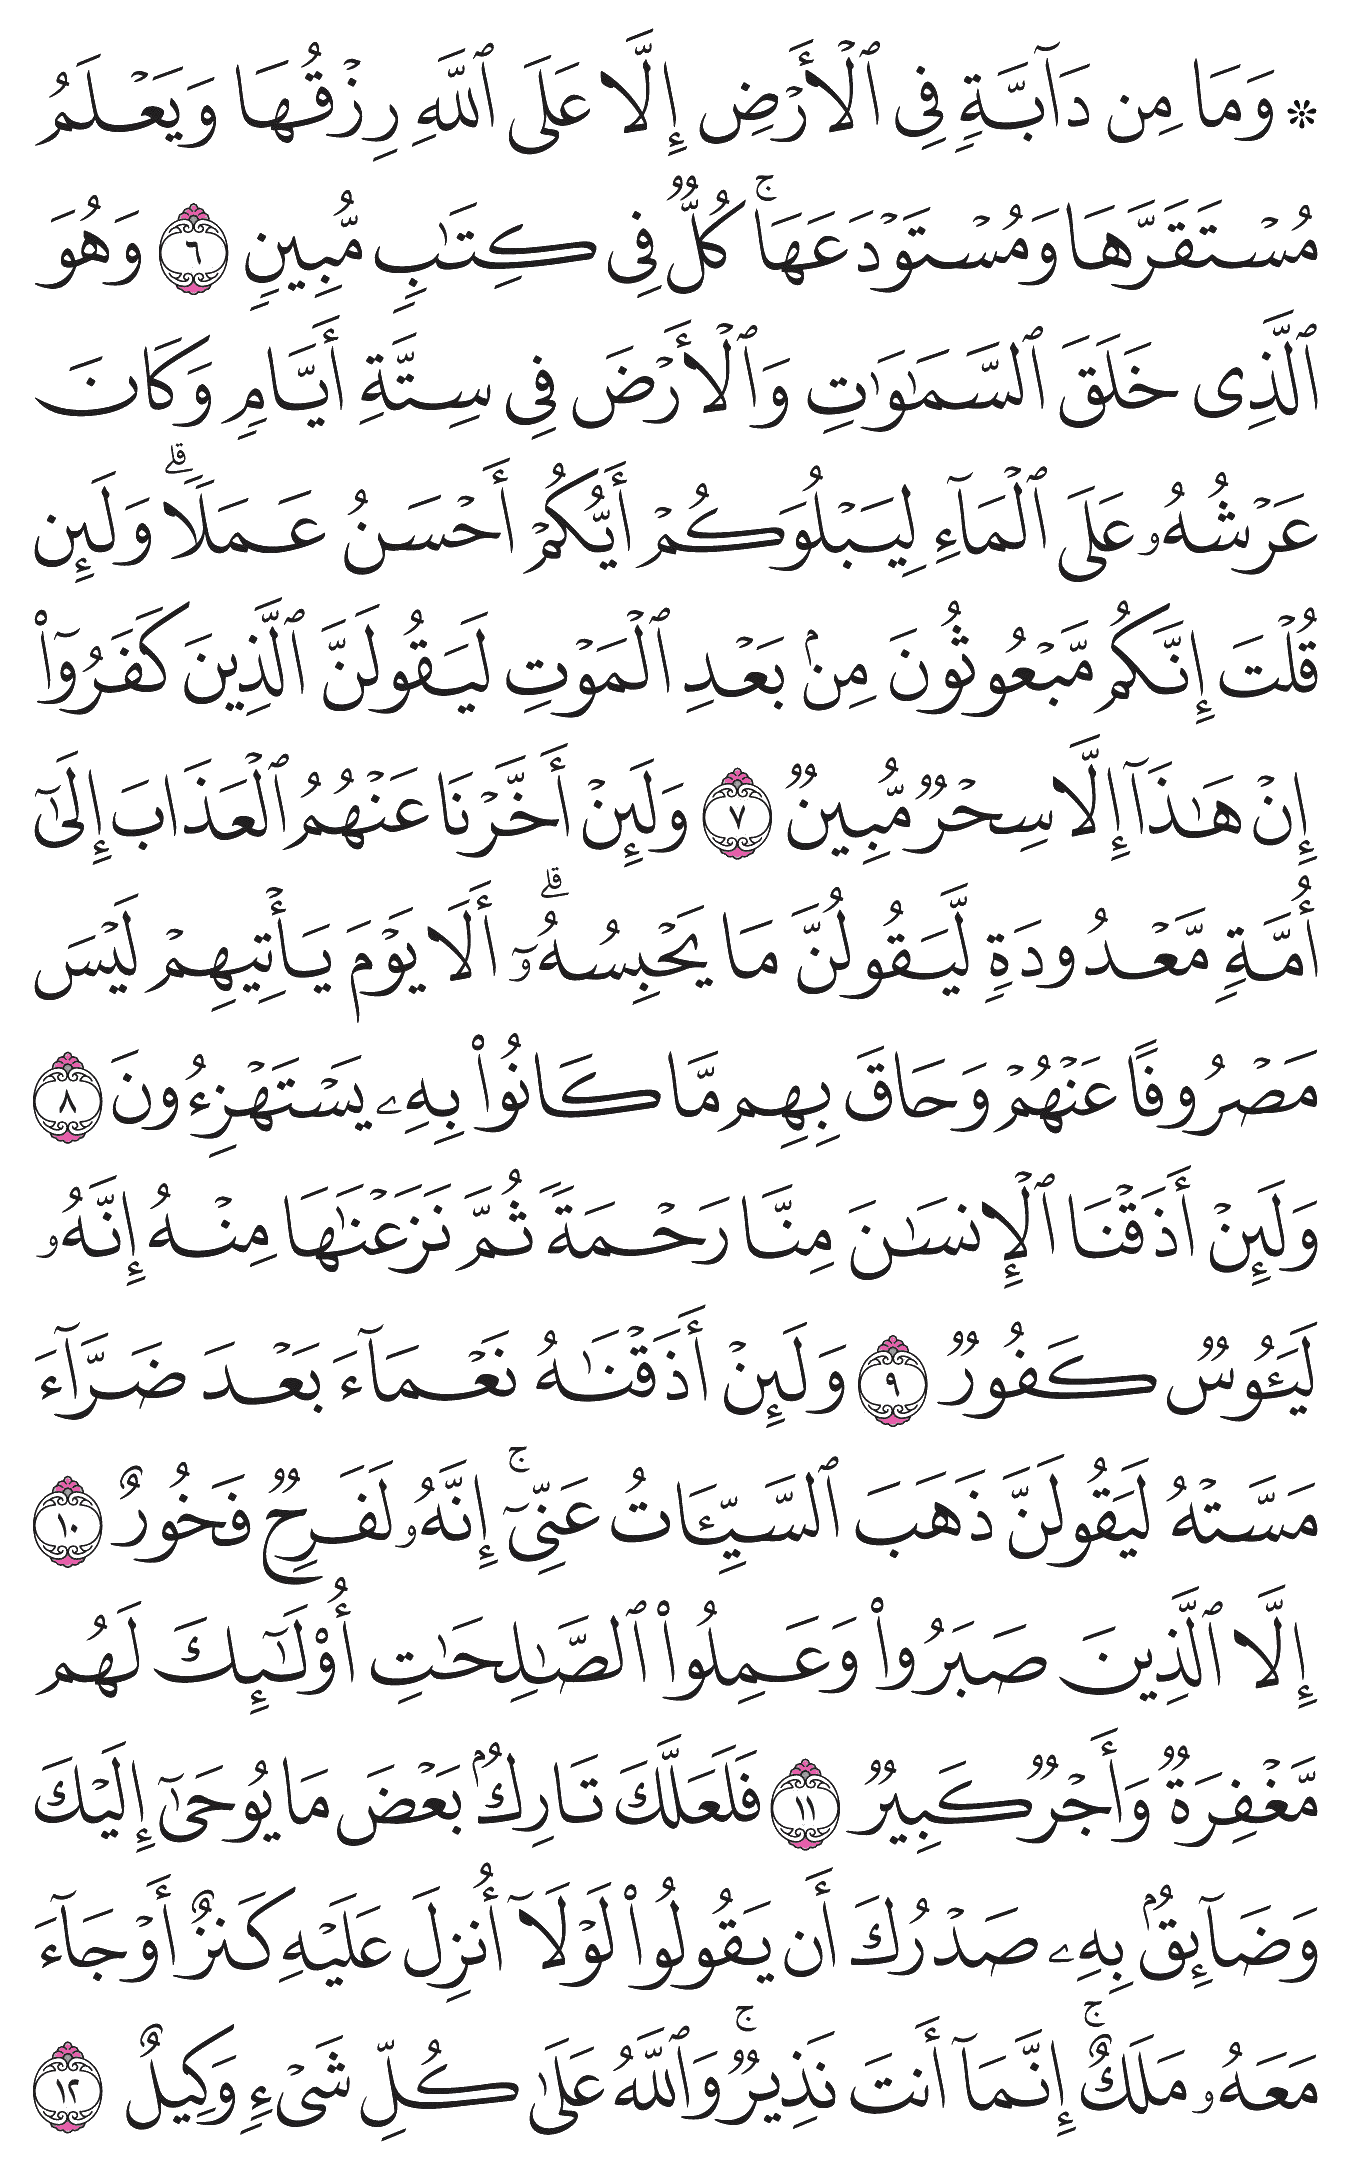 ۞ وَمَا مِن دَآبَّةٍ فِى ٱلْأَرْضِ إِلَّا عَلَى ٱللَّهِ رِزْقُهَا وَيَعْلَمُ
مُسْتَقَرَّهَا وَمُسْتَوْدَعَهَا ۚ كُلٌّ فِى كِتَٰبٍ مُّبِينٍ ٦ وَهُوَ
ٱلَّذِى خَلَقَ ٱلسَّمَٰوَٰتِ وَٱلْأَرْضَ فِى سِتَّةِ أَيَّامٍ وَكَانَ
عَرْشُهُۥ عَلَى ٱلْمَآءِ لِيَبْلُوَكُمْ أَيُّكُمْ أَحْسَنُ عَمَلًا ۗ وَلَئِن
قُلْتَ إِنَّكُم مَّبْعُوثُونَ مِنۢ بَعْدِ ٱلْمَوْتِ لَيَقُولَنَّ ٱلَّذِينَ كَفَرُوٓا۟
إِنْ هَٰذَآ إِلَّا سِحْرٌ مُّبِينٌ ٧ وَلَئِنْ أَخَّرْنَا عَنْهُمُ ٱلْعَذَابَ إِلَىٰٓ
أُمَّةٍ مَّعْدُودَةٍ لَّيَقُولُنَّ مَا يَحْبِسُهُۥٓ ۗ أَلَا يَوْمَ يَأْتِيهِمْ لَيْسَ
مَصْرُوفًا عَنْهُمْ وَحَاقَ بِهِم مَّا كَانُوا۟ بِهِۦ يَسْتَهْزِءُونَ ٨
وَلَئِنْ أَذَقْنَا ٱلْإِنسَٰنَ مِنَّا رَحْمَةً ثُمَّ نَزَعْنَٰهَا مِنْهُ إِنَّهُۥ
لَيَـُٔوسٌ كَفُورٌ ٩ وَلَئِنْ أَذَقْنَٰهُ نَعْمَآءَ بَعْدَ ضَرَّآءَ
مَسَّتْهُ لَيَقُولَنَّ ذَهَبَ ٱلسَّيِّـَٔاتُ عَنِّىٓ ۚ إِنَّهُۥ لَفَرِحٌ فَخُورٌ ١٠
إِلَّا ٱلَّذِينَ صَبَرُوا۟ وَعَمِلُوا۟ ٱلصَّٰلِحَٰتِ أُو۟لَٰٓئِكَ لَهُم
مَّغْفِرَةٌ وَأَجْرٌ كَبِيرٌ ١١ فَلَعَلَّكَ تَارِكٌۢ بَعْضَ مَا يُوحَىٰٓ إِلَيْكَ
وَضَآئِقٌۢ بِهِۦ صَدْرُكَ أَن يَقُولُوا۟ لَوْلَآ أُنزِلَ عَلَيْهِ كَنزٌ أَوْ جَآءَ
مَعَهُۥ مَلَكٌ ۚ إِنَّمَآ أَنتَ نَذِيرٌ ۚ وَٱللَّهُ عَلَىٰ كُلِّ شَىْءٍ وَكِيلٌ ١٢